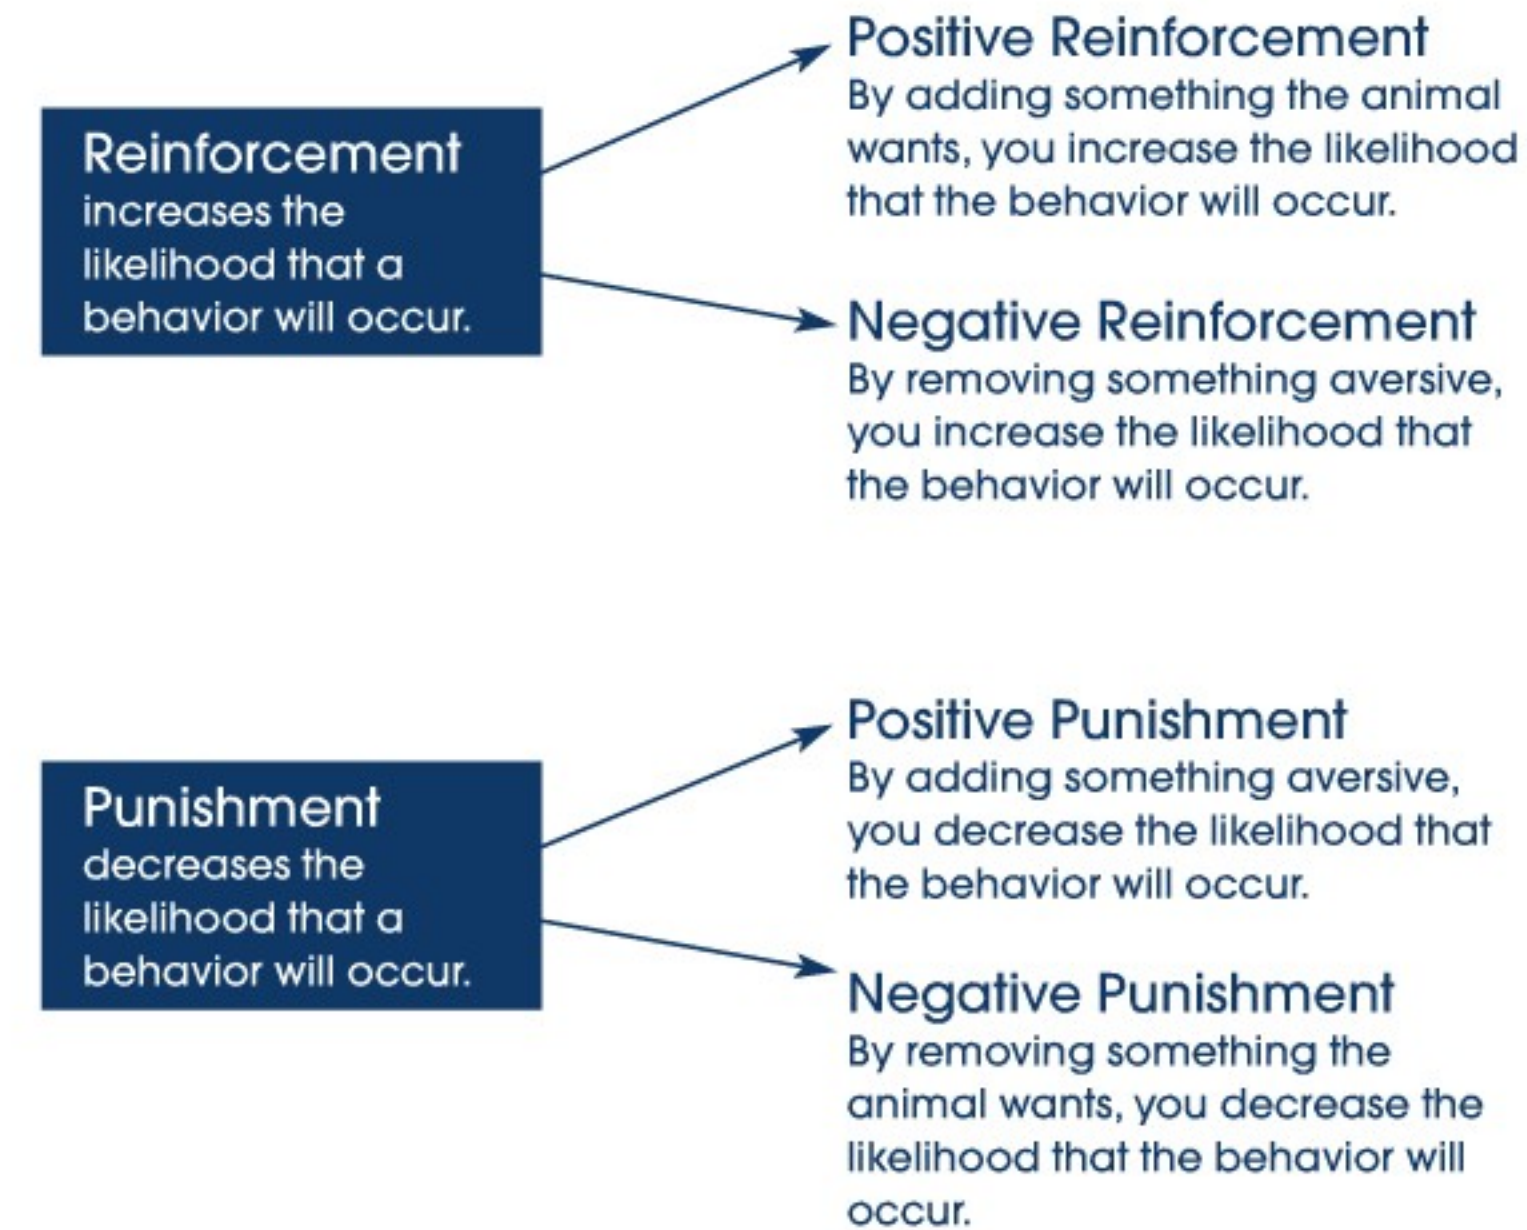 Reinforcement
increases the
likelihood that a
behavior will occur.
Positive Reinforcement
By adding something the animal
wants, you increase the likelihood
that the behavior will occur.
Negative Reinforcement
By removing something aversive,
you increase the likelihood that
the behavior will occur.
Punishment
decreases the
likelihood that a
behavior will occur.
Positive Punishment
By adding something aversive,
you decrease the likelihood that
the behavior will occur.
Negative Punishment
By removing something the
animal wants, you decrease the
likelihood that the behavior will
occur.